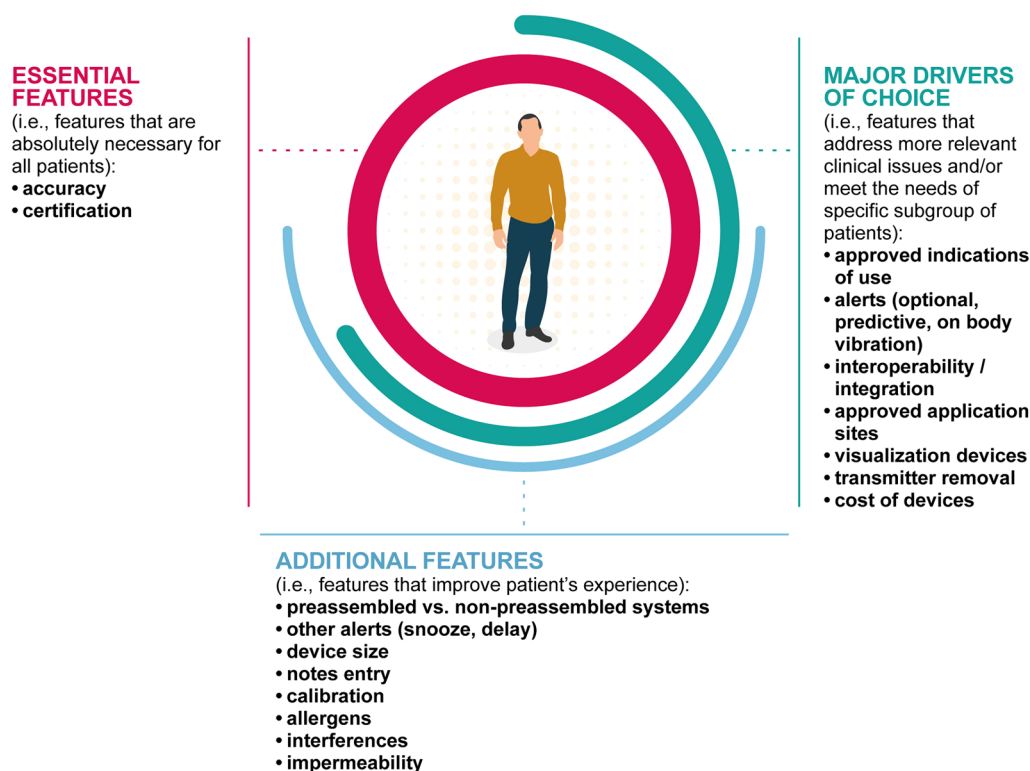 ESSENTIAL
FEATURES
(i.e., features that are
absolutely necessary for
all patients):
• accuracy
• certification
MAJOR DRIVERS
OF CHOICE
(i.e., features that
address more relevant
clinical issues and/or
meet the needs of
specific subgroup of
patients):
• approved indications
of use
• alerts (optional,
predictive, on body
vibration)
• interoperability /
integration
• approved application
sites
• visualization devices
• transmitter removal
• cost of devices
ADDITIONAL FEATURES
(i.e., features that improve patient’s experience):
• preassembled vs. non-preassembled systems
• other alerts (snooze, delay)
• device size
• notes entry
• calibration
• allergens
• interferences
• impermeability